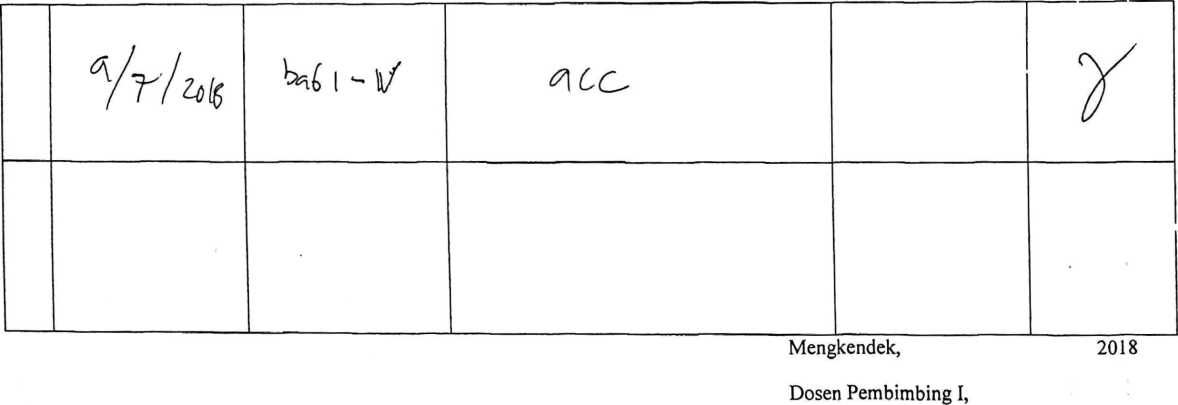 9/7/2018 bab I - IV acc
Mengkendek, 2018
Dosen Pembimbing I,